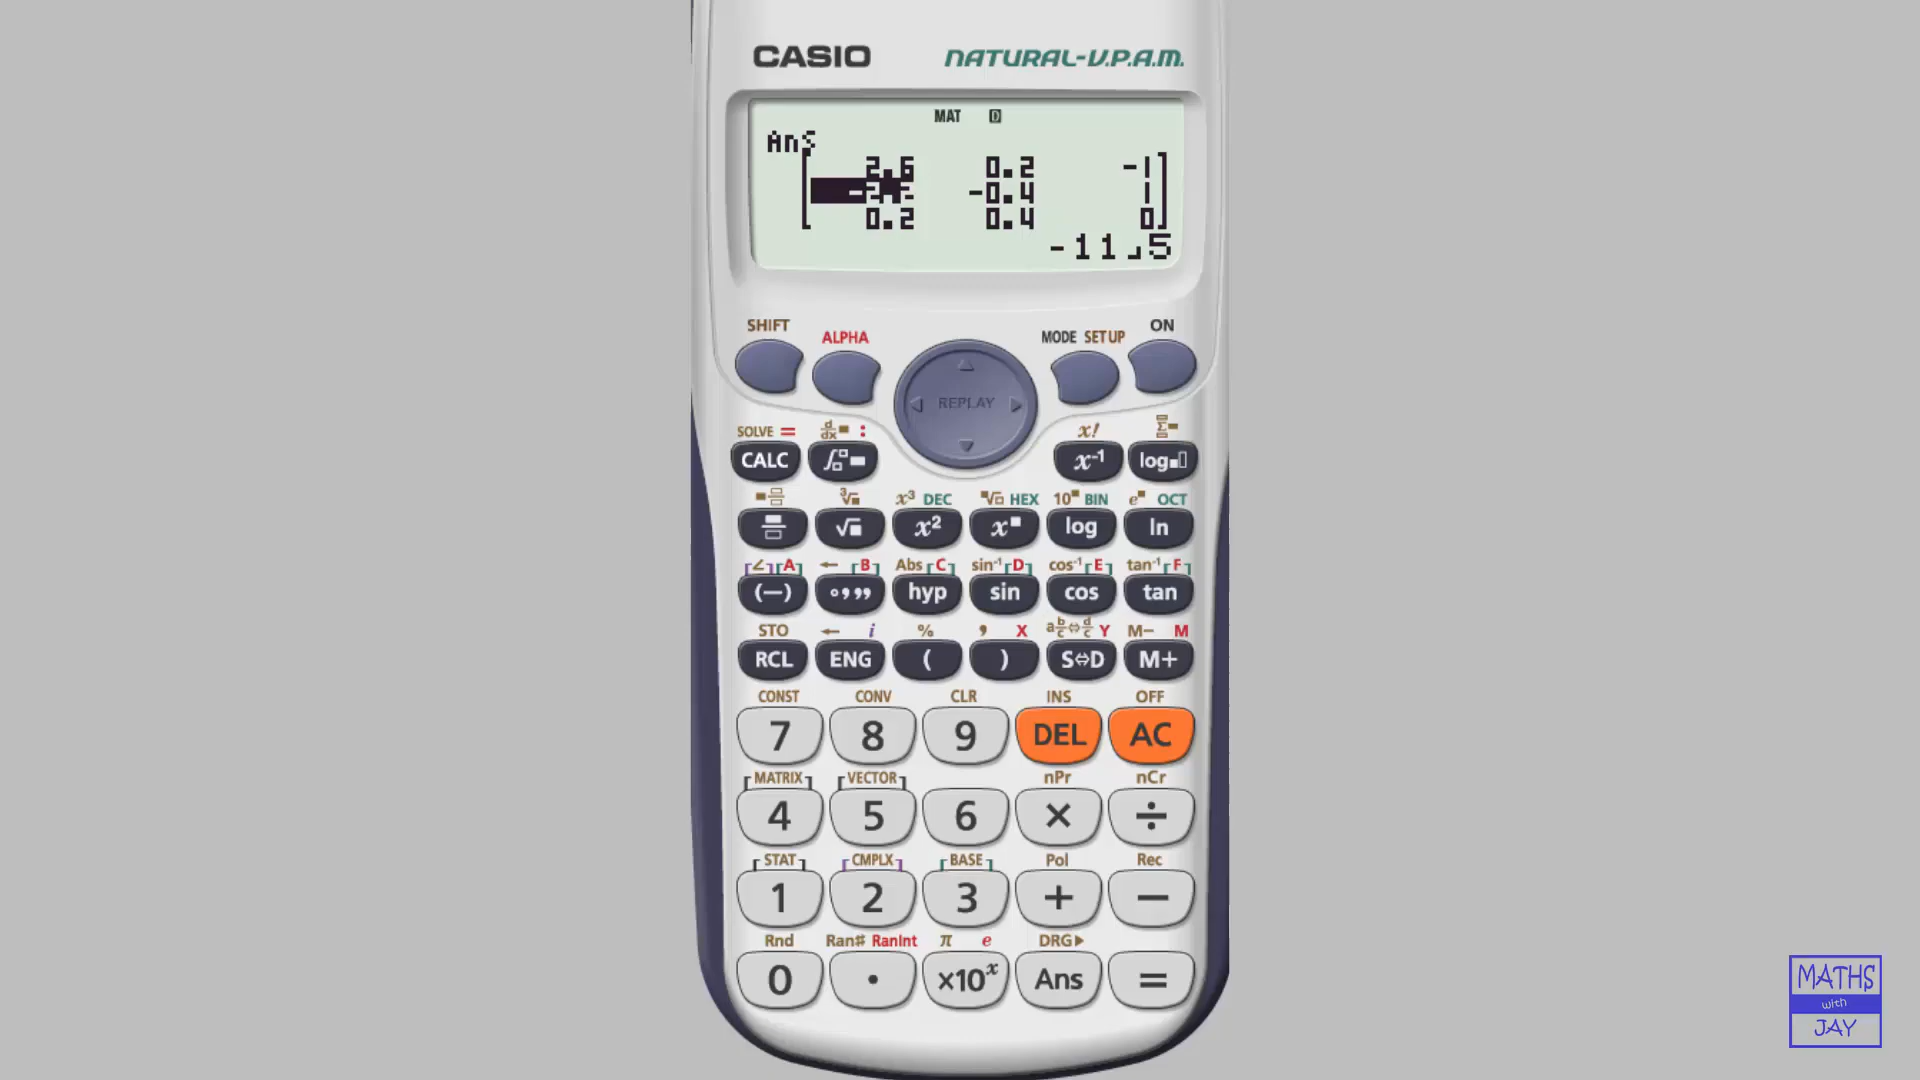 CASIO NATURAL-V.P.A.M.
MAT D
Ans
2.6 0.2 -1
-0.4 1
0.2 0.4 0
-11⌟5
SHIFT ALPHA MODE SETUP ON
REPLAY
SOLVE = d/dx : x! Σ
CALC ∫ x⁻¹ log
∛ x³ DEC √ HEX 10 BIN e OCT
√ x² x log ln
∠ A ← B Abs C sin⁻¹ D cos⁻¹ E tan⁻¹ F
(−) °,,, hyp sin cos tan
STO ← i % , X a b/c⇔d/c Y M− M
RCL ENG ( ) S⇔D M+
CONST CONV CLR INS OFF
7 8 9 DEL AC
MATRIX VECTOR nPr nCr
4 5 6 × ÷
STAT CMPLX BASE Pol Rec
1 2 3 + −
Rnd Ran# RanInt π e DRG▶
0 • ×10ˣ Ans =
MATHS
with
JAY